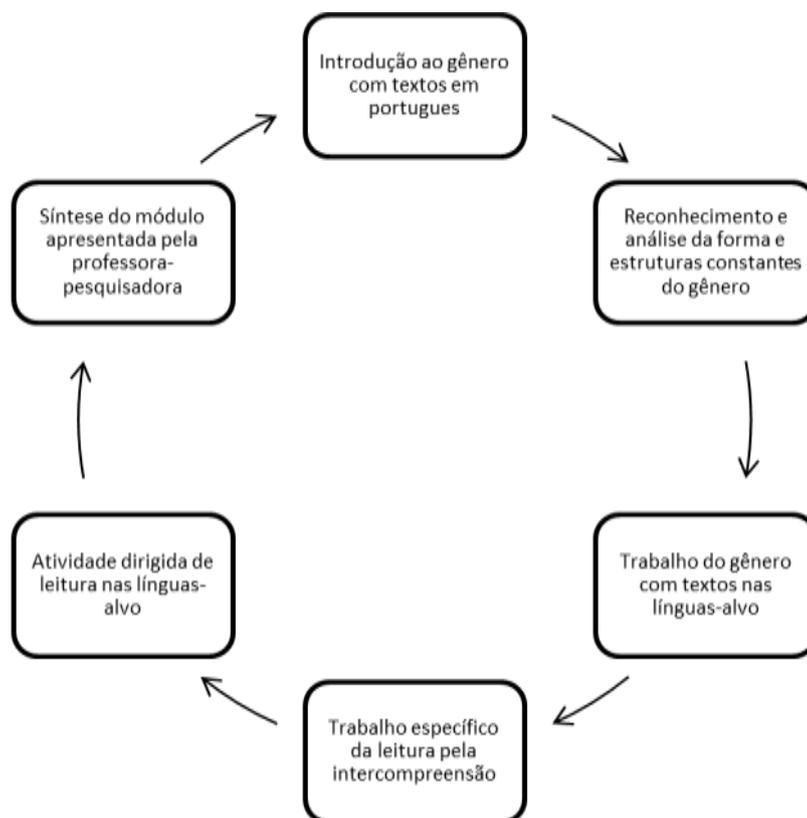 Introdução ao gênero
com textos em
portugues
Reconhecimento e
análise da forma e
estruturas constantes
do gênero
Trabalho do gênero
com textos nas
línguas-alvo
Trabalho específico
da leitura pela
intercompreensão
Atividade dirigida de
leitura nas línguas-
alvo
Síntese do módulo
apresentada pela
professora-
pesquisadora